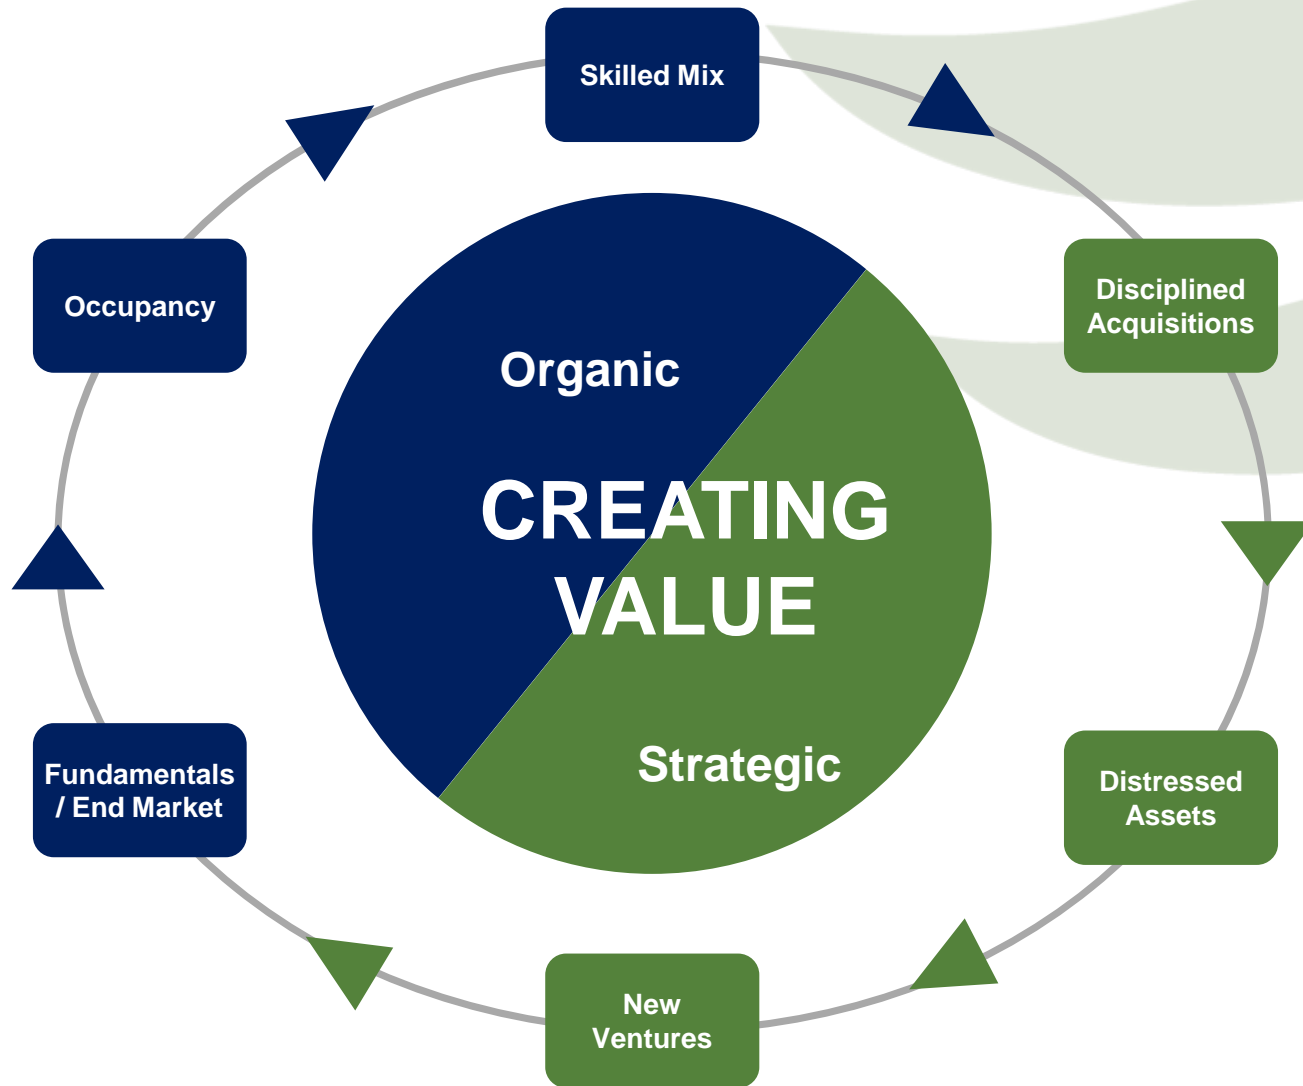 Skilled Mix
Occupancy
Disciplined
Acquisitions
Organic
CREATING
VALUE
Strategic
Fundamentals
/ End Market
Distressed
Assets
New
Ventures